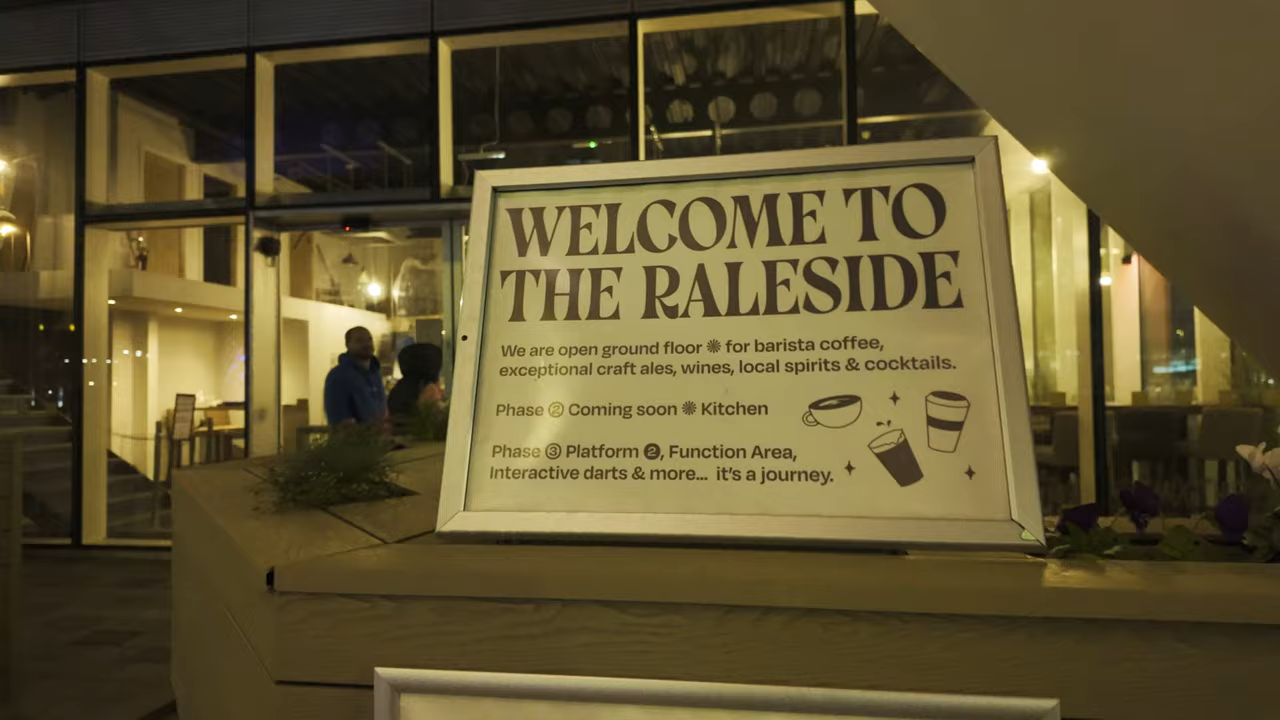 WELCOME TO
THE RALESIDE
We are open ground floor ✺ for barista coffee,
exceptional craft ales, wines, local spirits & cocktails.
Phase ② Coming soon ✺ Kitchen
Phase ③ Platform ❷, Function Area,
Interactive darts & more... it's a journey.